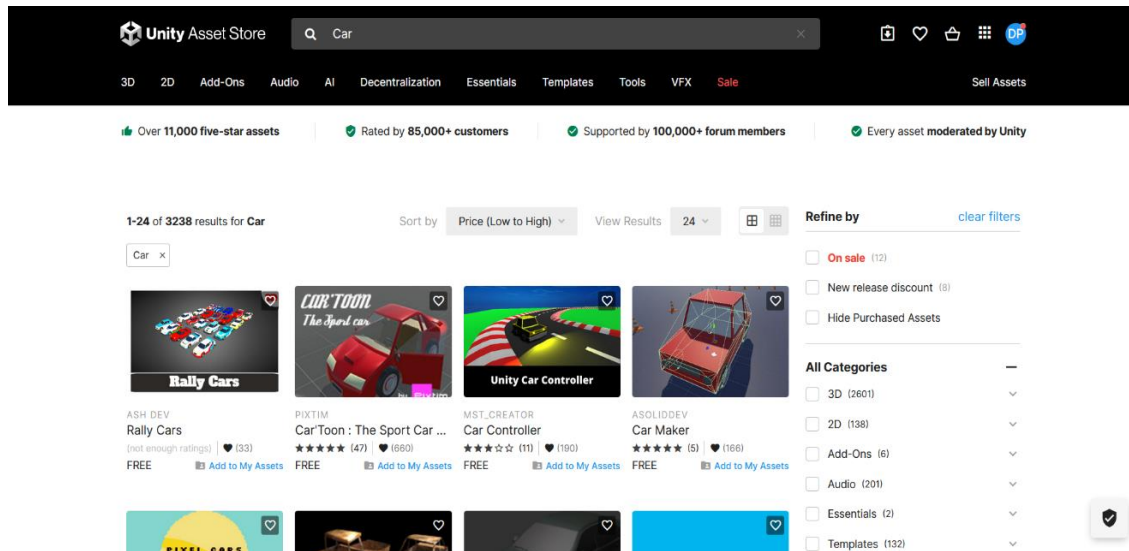 Unity Asset Store
Car
DP
3D 2D Add-Ons Audio AI Decentralization Essentials Templates Tools VFX Sale Sell Assets
Over 11,000 five-star assets Rated by 85,000+ customers Supported by 100,000+ forum members Every asset moderated by Unity
1-24 of 3238 results for Car Sort by Price (Low to High) View Results 24
Car ×
Rally Cars
CAR'TOON
The Sport car
by Pixtim
Unity Car Controller
ASH DEV
Rally Cars
(not enough ratings) (33)
FREE Add to My Assets
PIXTIM
Car'Toon : The Sport Car ...
(47) (660)
FREE Add to My Assets
MST_CREATOR
Car Controller
(11) (190)
FREE Add to My Assets
ASOLIDDEV
Car Maker
(5) (166)
FREE Add to My Assets
PIXEL CARS
Refine by clear filters
On sale (12)
New release discount (8)
Hide Purchased Assets
All Categories
3D (2601)
2D (138)
Add-Ons (6)
Audio (201)
Essentials (2)
Templates (132)